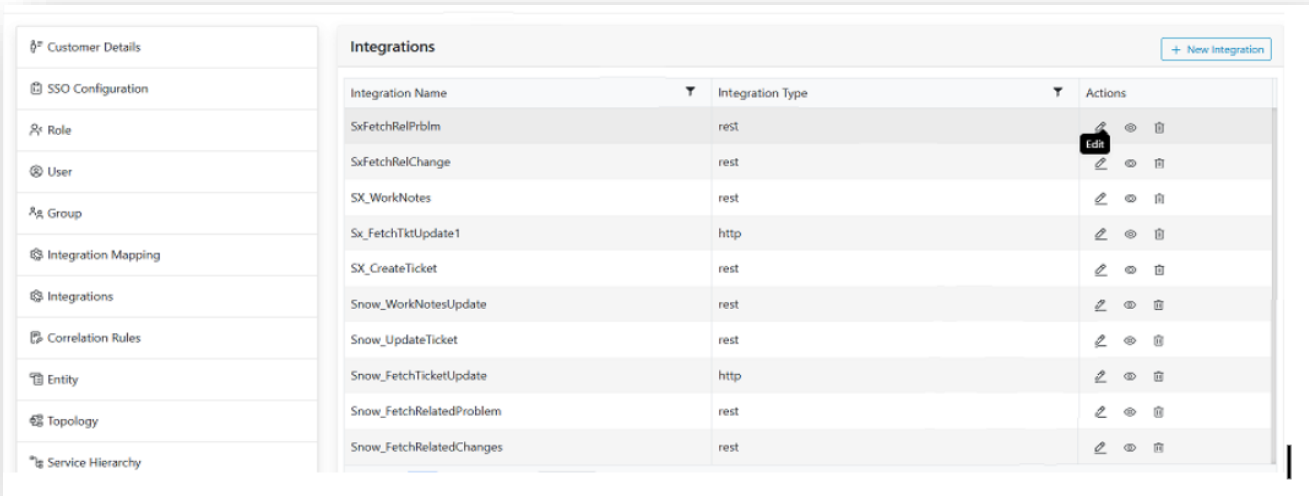 Customer Details
SSO Configuration
Role
User
Group
Integration Mapping
Integrations
Correlation Rules
Entity
Topology
Service Hierarchy
Integrations
+ New Integration
Integration Name Integration Type Actions
SxFetchRelPrblm rest
Edit
SxFetchRelChange rest
SX_WorkNotes rest
Sx_FetchTktUpdate1 http
SX_CreateTicket rest
Snow_WorkNotesUpdate rest
Snow_UpdateTicket rest
Snow_FetchTicketUpdate http
Snow_FetchRelatedProblem rest
Snow_FetchRelatedChanges rest